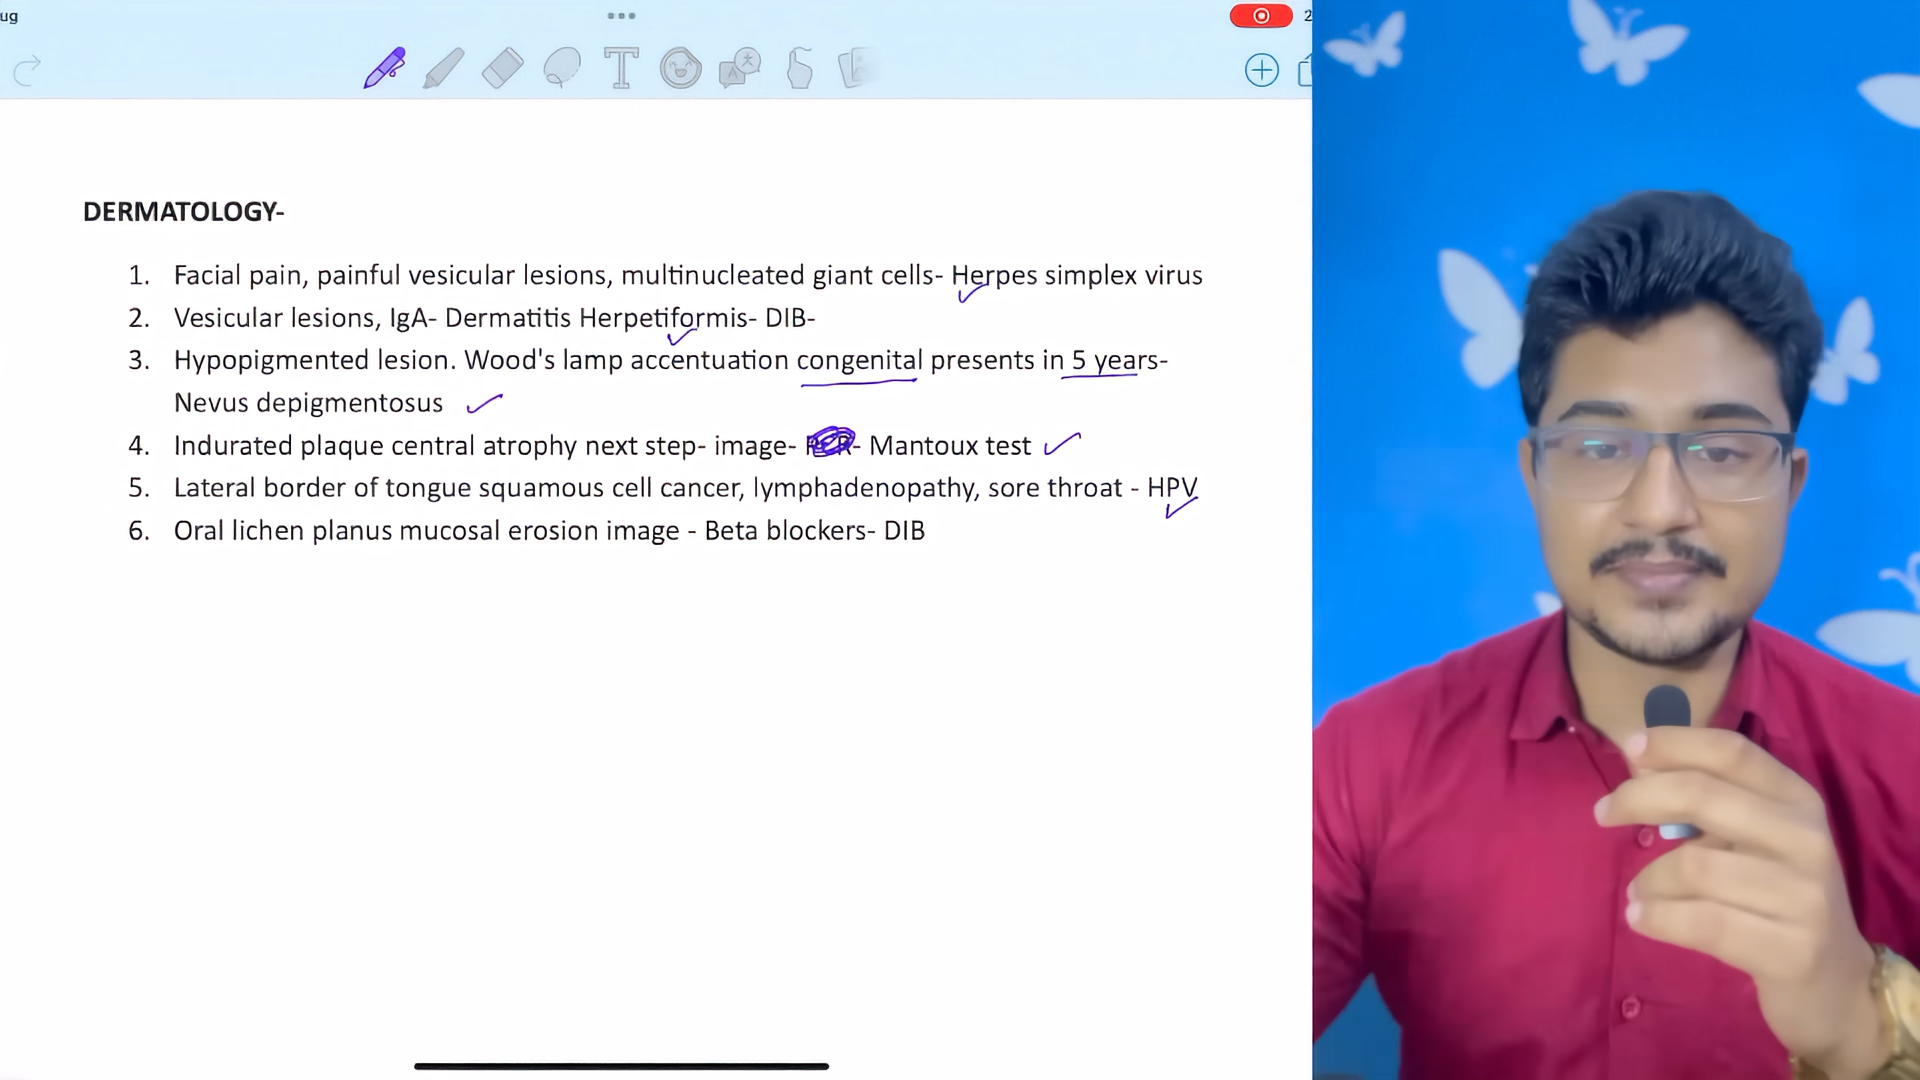 ug
2
DERMATOLOGY-
1. Facial pain, painful vesicular lesions, multinucleated giant cells- Herpes simplex virus
2. Vesicular lesions, IgA- Dermatitis Herpetiformis- DIB-
3. Hypopigmented lesion. Wood's lamp accentuation congenital presents in 5 years-
Nevus depigmentosus
4. Indurated plaque central atrophy next step- image- - Mantoux test
5. Lateral border of tongue squamous cell cancer, lymphadenopathy, sore throat - HPV
6. Oral lichen planus mucosal erosion image - Beta blockers- DIB